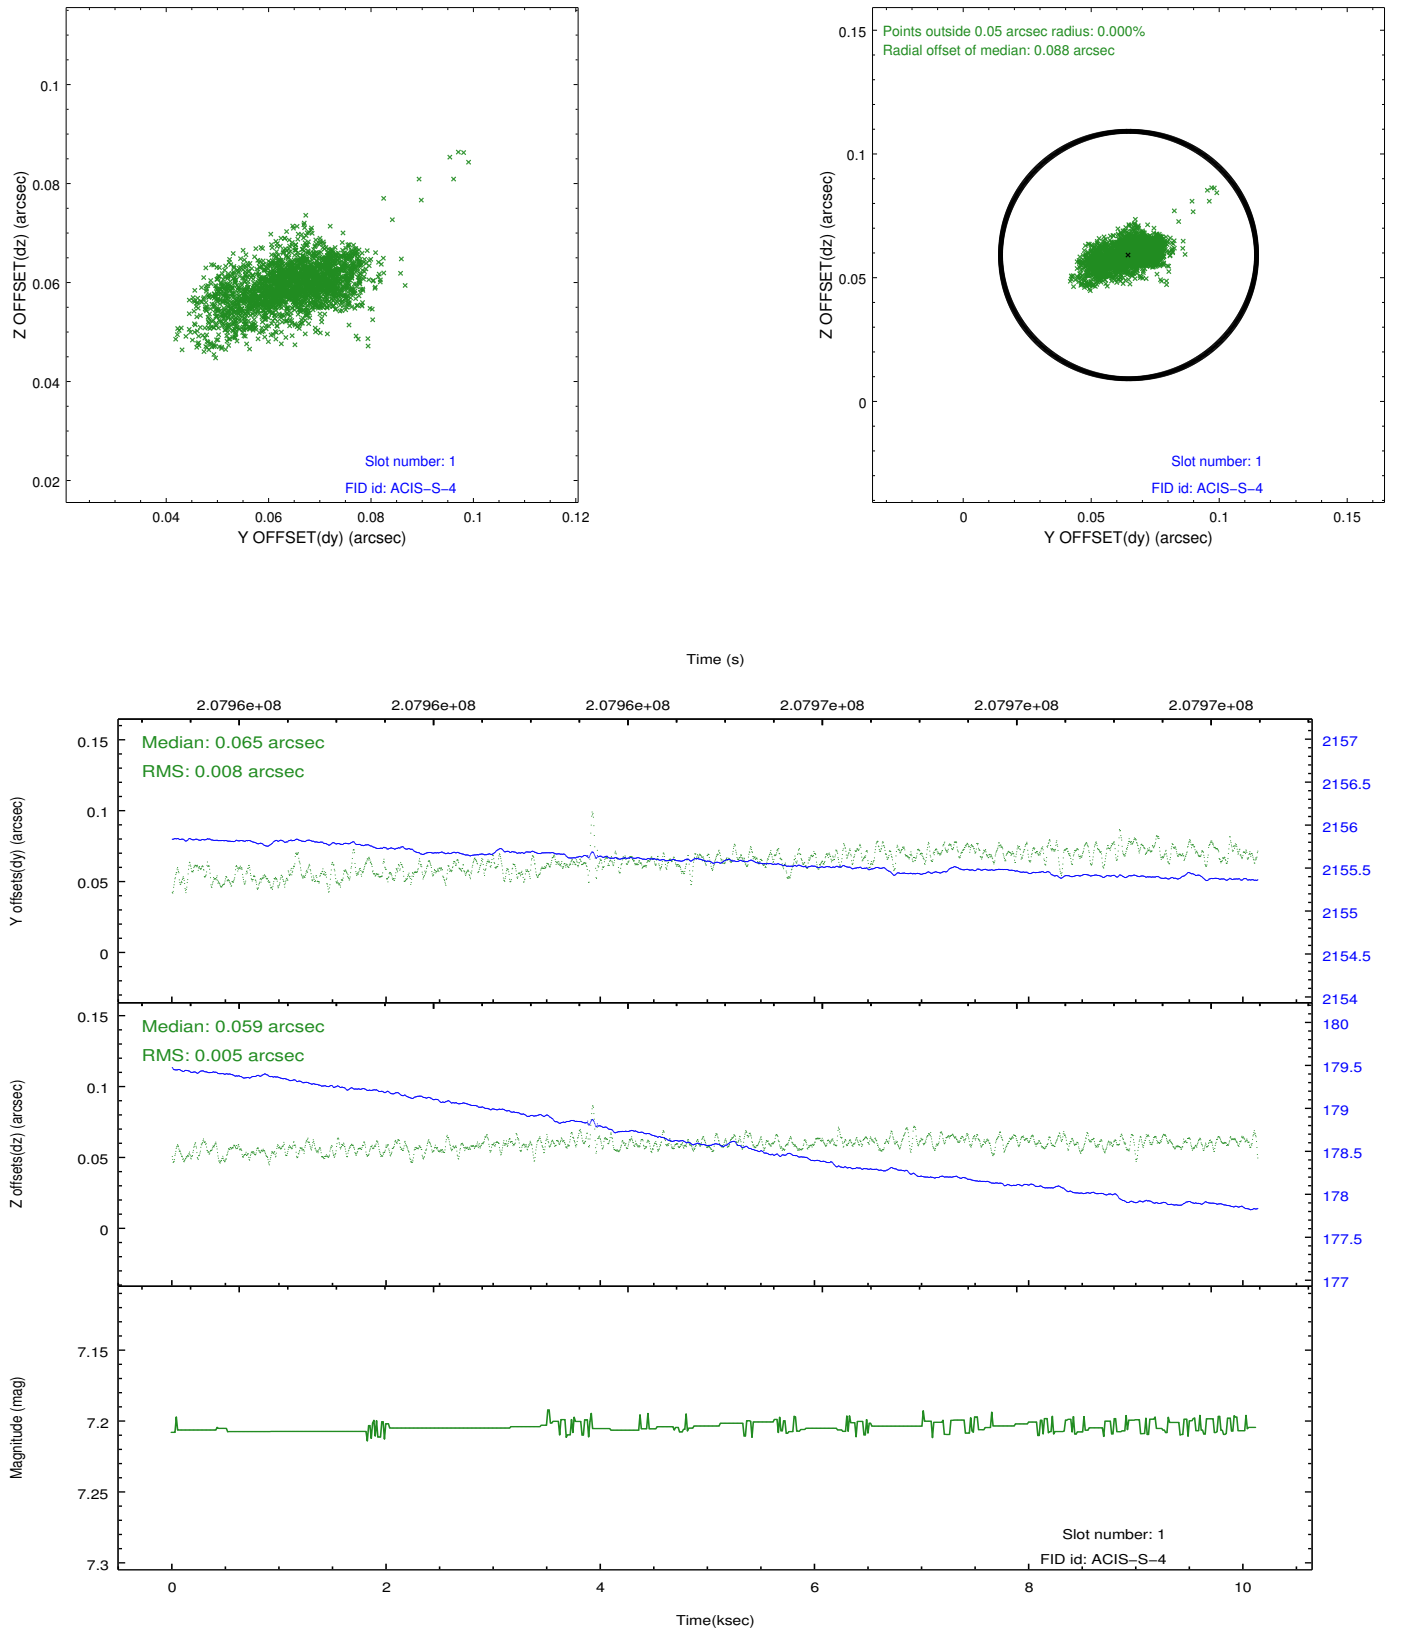 0.1
0.08
0.06
0.04
0.02
Z OFFSET(dz) (arcsec)
Slot number: 1
FID id: ACIS−S−4
0.04 0.06 0.08 0.1 0.12
Y OFFSET(dy) (arcsec)
Points outside 0.05 arcsec radius: 0.000%
Radial offset of median: 0.088 arcsec
0.15
0.1
0.05
0
Z OFFSET(dz) (arcsec)
Slot number: 1
FID id: ACIS−S−4
0 0.05 0.1 0.15
Y OFFSET(dy) (arcsec)
Time (s)
2.0796e+08 2.0796e+08 2.0796e+08 2.0797e+08 2.0797e+08 2.0797e+08
Median: 0.065 arcsec
RMS: 0.008 arcsec
0.15
0.1
0.05
0
Y offsets(dy) (arcsec)
2157
2156.5
2156
2155.5
2155
2154.5
2154
Median: 0.059 arcsec
RMS: 0.005 arcsec
0.15
0.1
0.05
0
Z offsets(dz) (arcsec)
180
179.5
179
178.5
178
177.5
177
7.15
7.2
7.25
7.3
Magnitude (mag)
Slot number: 1
FID id: ACIS−S−4
0 2 4 6 8 10
Time(ksec)